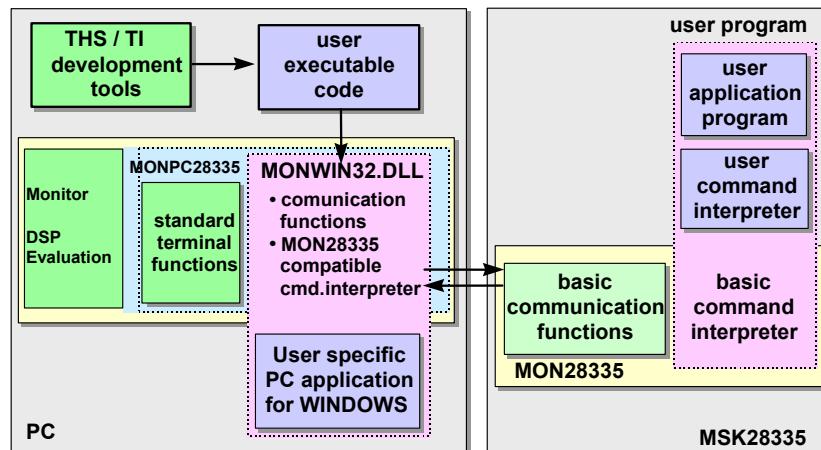 THS / TI
development
tools
user
executable
code
Monitor
DSP
Evaluation
MONPC28335
standard
terminal
functions
MONWIN32.DLL
• comunication
functions
• MON28335
compatible
cmd.interpreter
User specific
PC application
for WINDOWS
PC
user program
user
application
program
user
command
interpreter
basic
communication
functions
basic
command
interpreter
MON28335
MSK28335